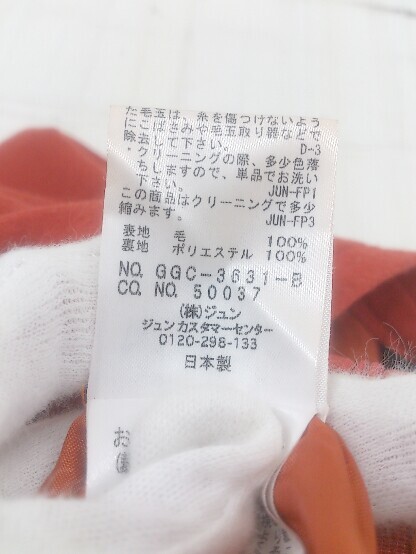 た毛玉は、糸を傷つけないよう
にこばさみや毛玉取り器などで
除去して下さい。 D-3
・クリーニングの際、多少色落
ちしますので、単品でお洗い
下さい。 JUN-FP1
この商品はクリーニングで多少
縮みます。 JUN-FP3
表地 毛 100%
裏地 ポリエステル 100%
NO. GGC-3631-B
CO. NO. 50037
(株)ジュン
ジュンカスタマーセンター
0120-298-133
日本製
お